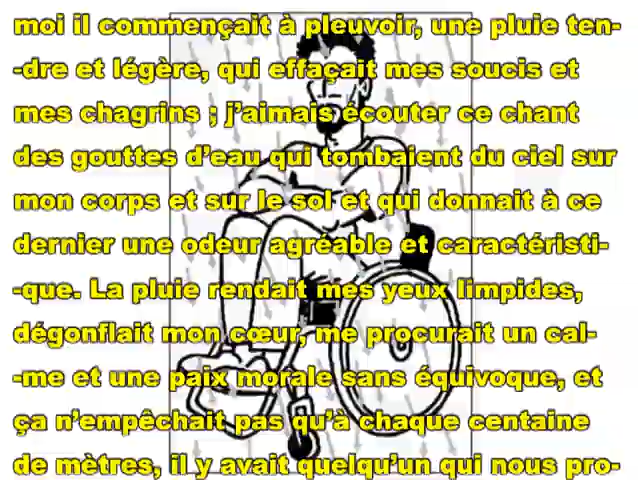 moi il commençait à pleuvoir, une pluie ten-
-dre et légère, qui effaçait mes soucis et
mes chagrins ; j’aimais écouter ce chant
des gouttes d’eau qui tombaient du ciel sur
mon corps et sur le sol et qui donnait à ce
dernier une odeur agréable et caractéristi-
-que. La pluie rendait mes yeux limpides,
dégonflait mon cœur, me procurait un cal-
-me et une paix morale sans équivoque, et
ça n’empêchait pas qu’à chaque centaine
de mètres, il y avait quelqu’un qui nous pro-